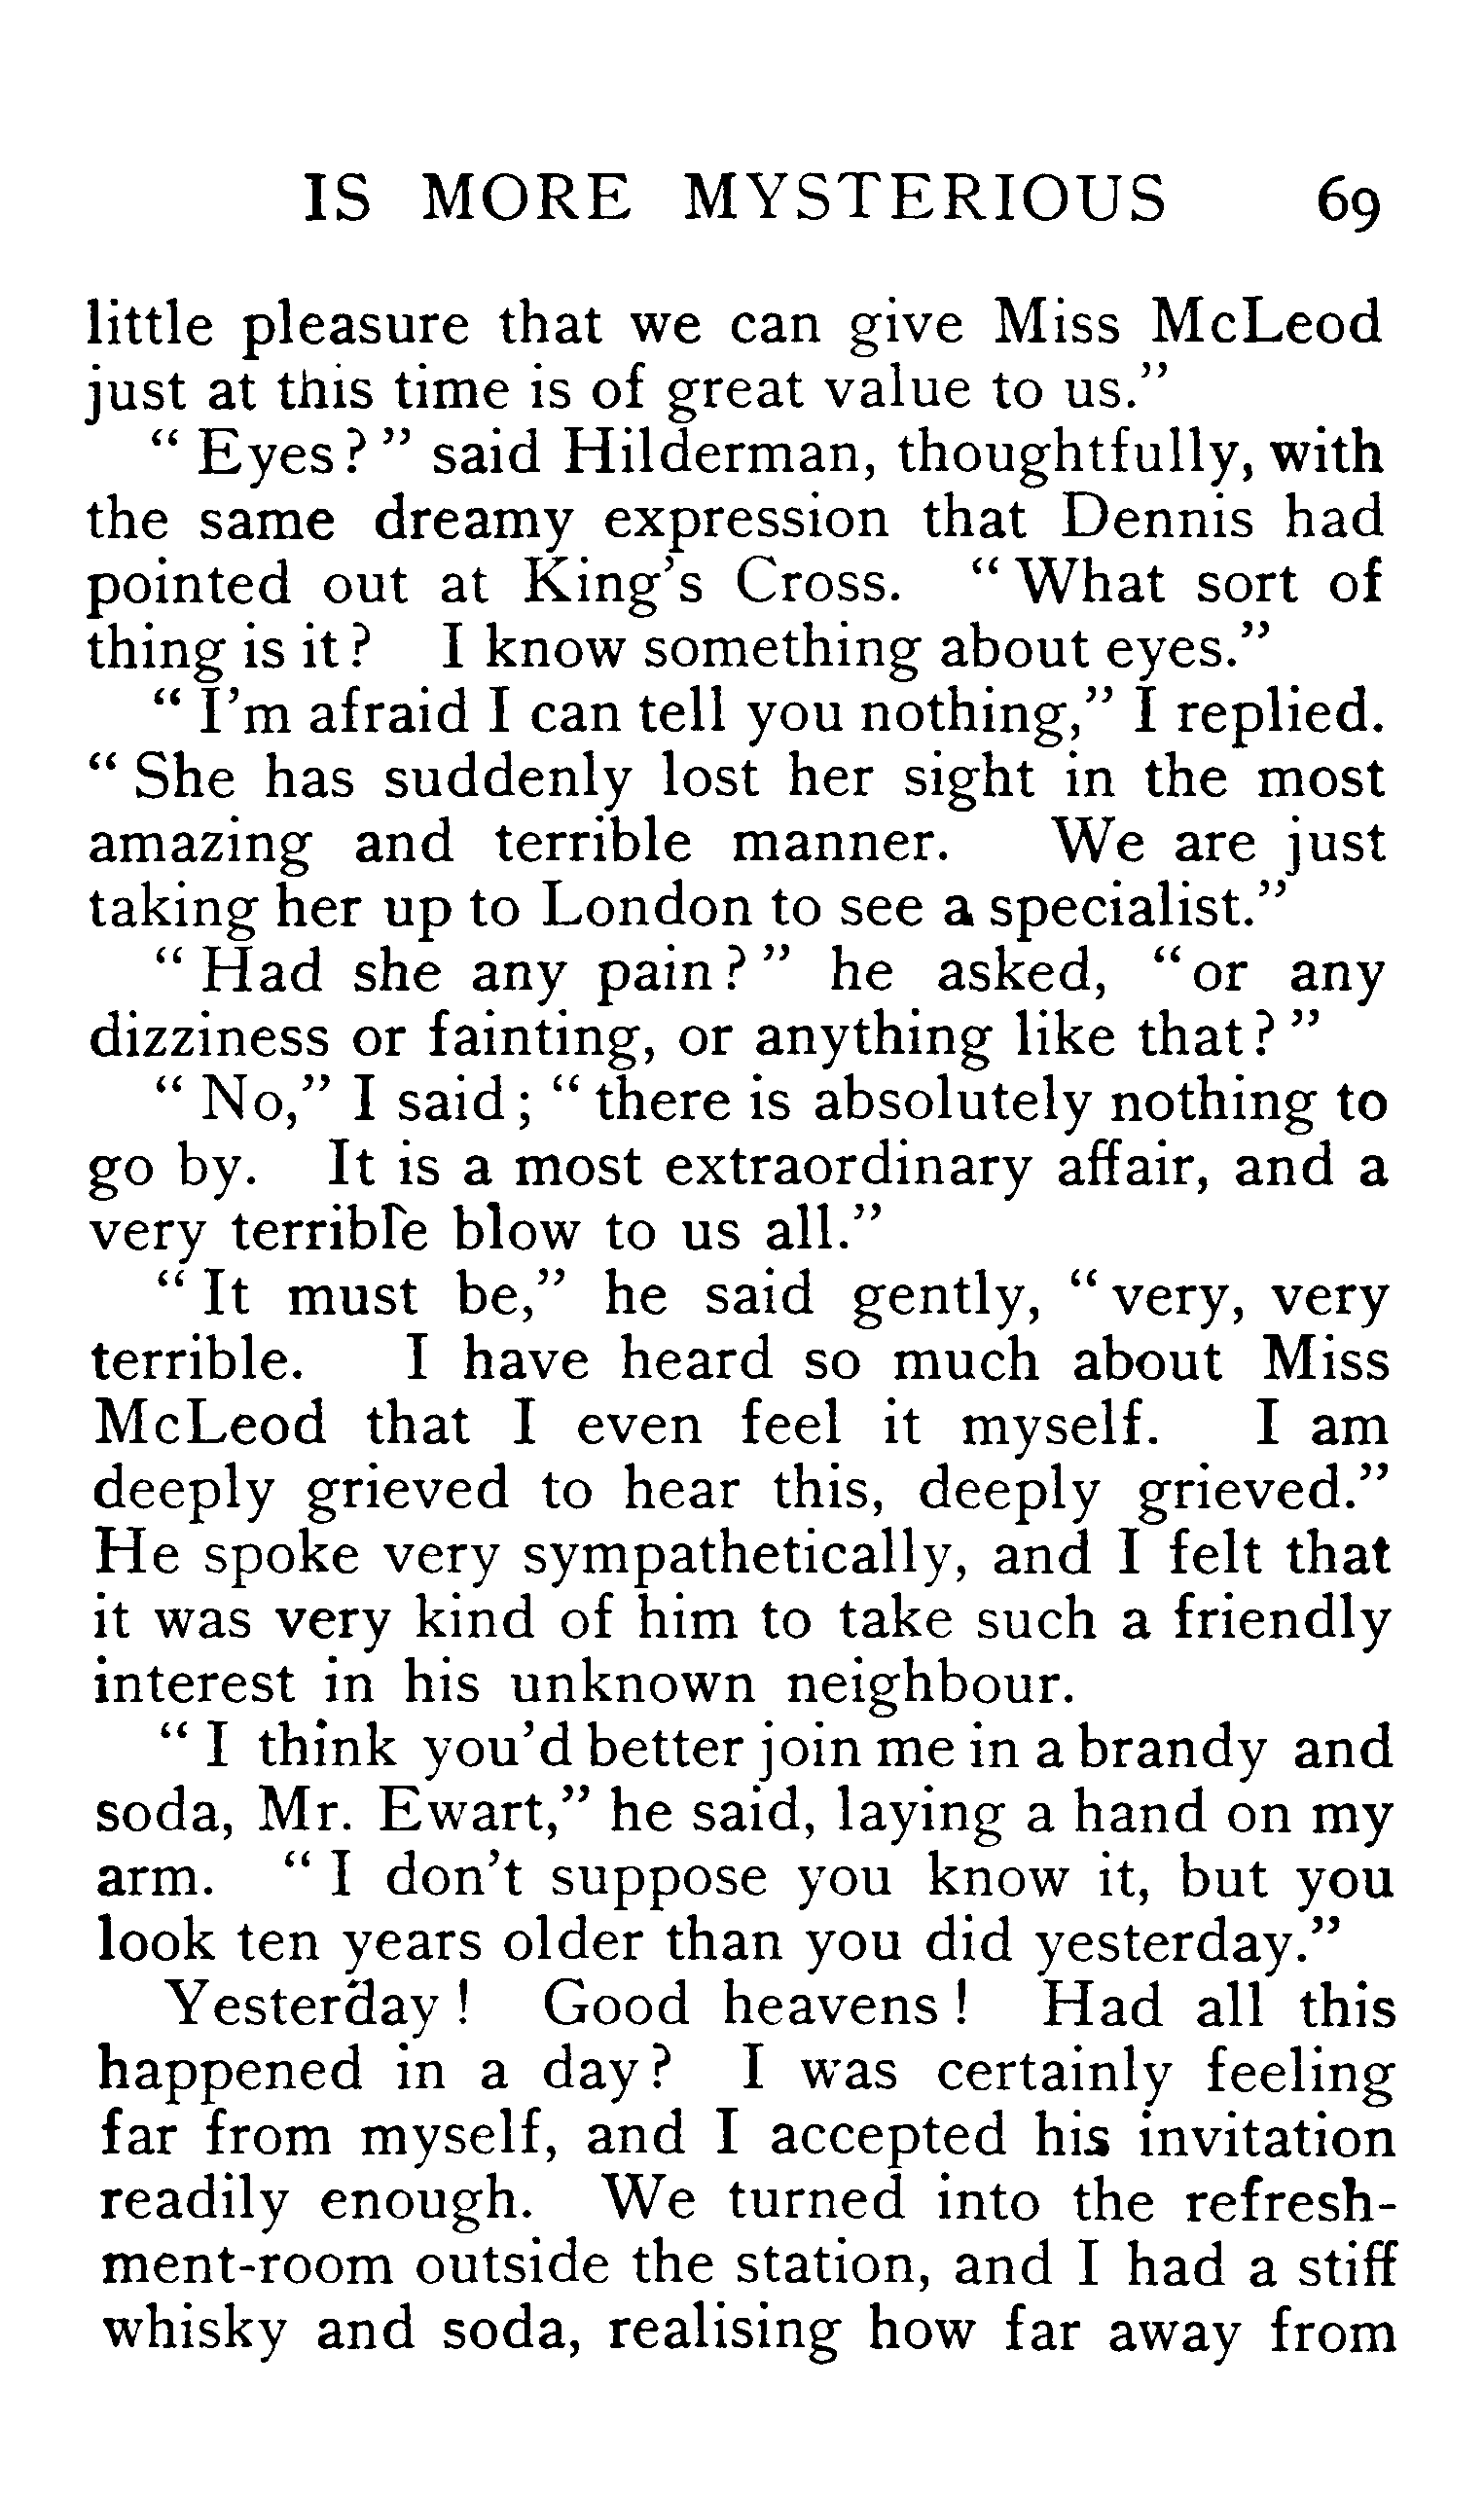 IS MORE MYSTERIOUS 69
little pleasure that we can give Miss McLeod
just at this time is of great value to us.”
“ Eyes ? ” said Hilderman, thoughtfully, with
the same dreamy expression that Dennis had
pointed out at King’s Cross. “ What sort of
thing is it ? I know something about eyes.”
“ I’m afraid I can tell you nothing,” I replied.
“ She has suddenly lost her sight in the most
amazing and terrible manner. We are just
taking her up to London to see a specialist.”
“ Had she any pain ? ” he asked, “ or any
dizziness or fainting, or anything like that ? ”
“ No,” I said ; “ there is absolutely nothing to
go by. It is a most extraordinary affair, and a
very terrible blow to us all.”
“ It must be,” he said gently, “ very, very
terrible. I have heard so much about Miss
McLeod that I even feel it myself. I am
deeply grieved to hear this, deeply grieved.”
He spoke very sympathetically, and I felt that
it was very kind of him to take such a friendly
interest in his unknown neighbour.
“ I think you’d better join me in a brandy and
soda, Mr. Ewart,” he said, laying a hand on my
arm. “ I don’t suppose you know it, but you
look ten years older than you did yesterday.”
Yesterday ! Good heavens ! Had all this
happened in a day ? I was certainly feeling
far from myself, and I accepted his invitation
readily enough. We turned into the refresh-
ment-room outside the station, and I had a stiff
whisky and soda, realising how far away from